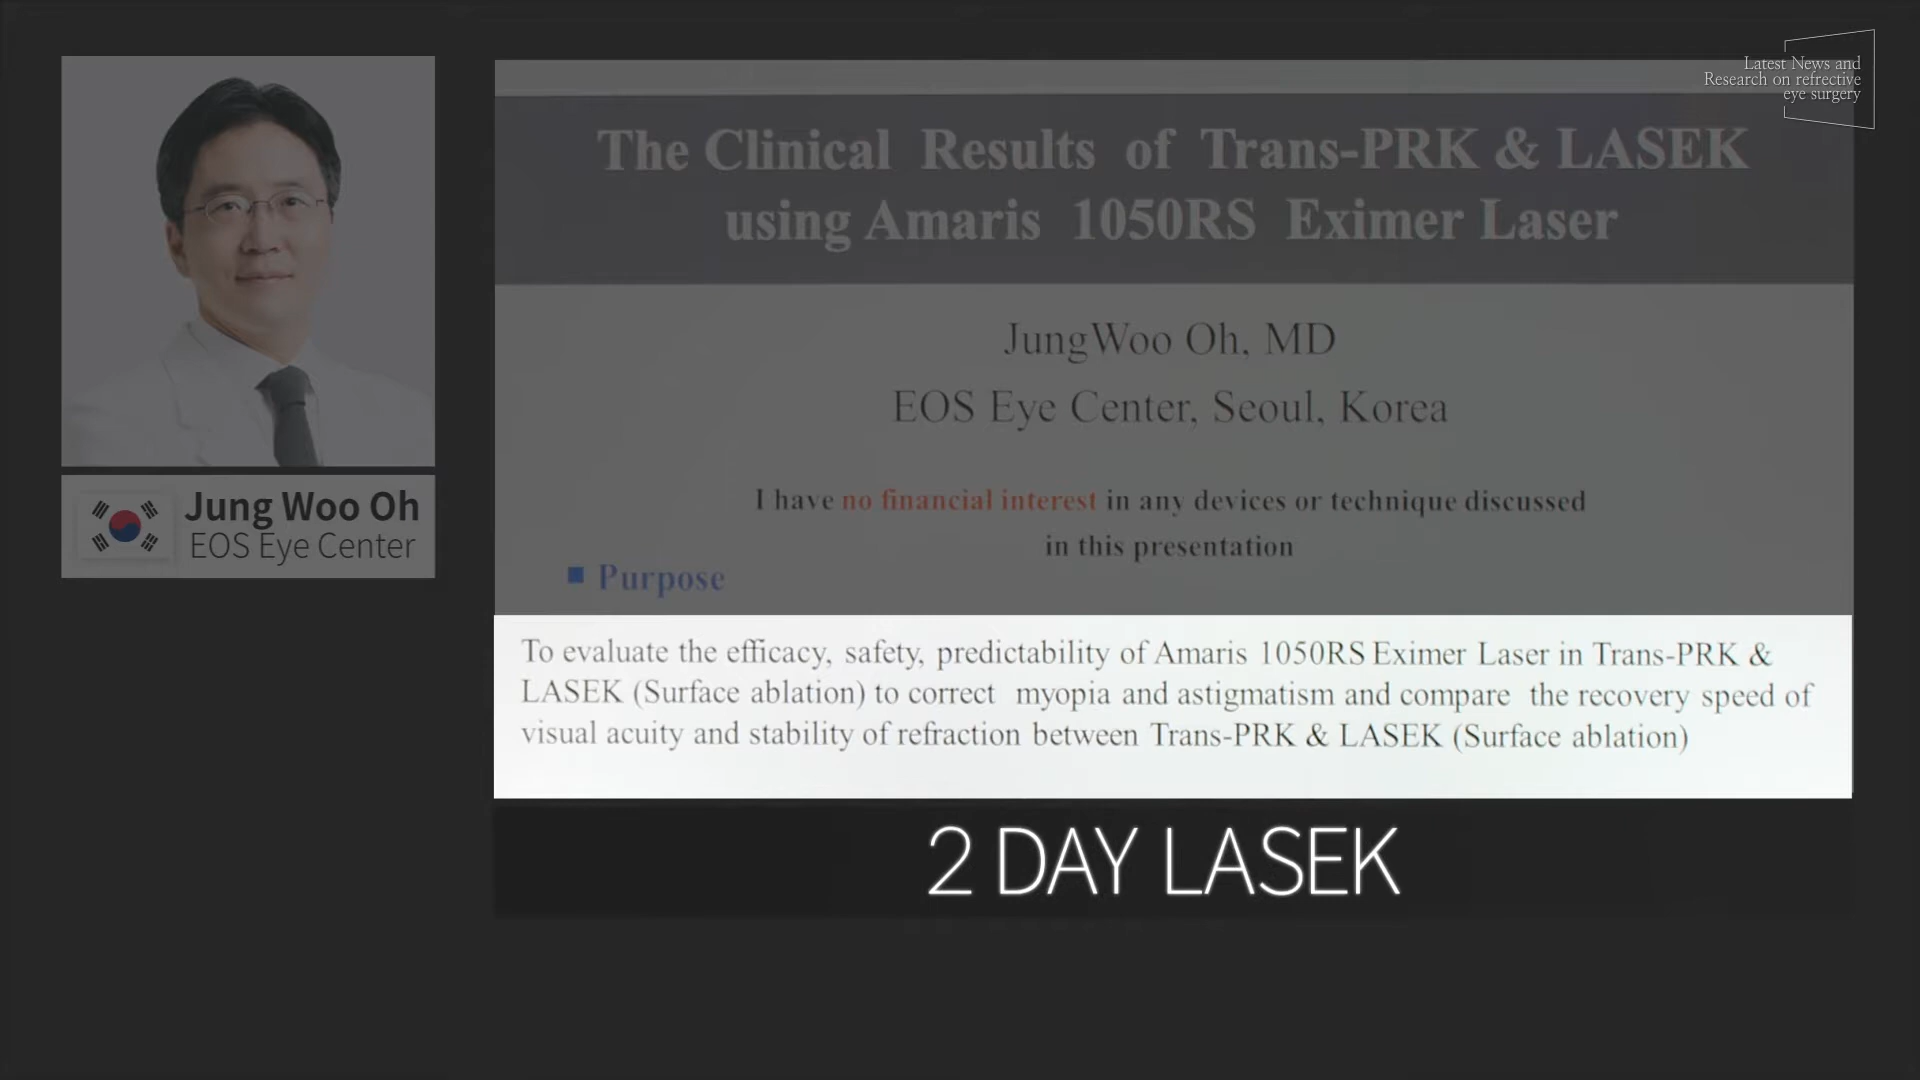 Latest News and
Research on refrective
eye surgery
The Clinical Results of Trans-PRK & LASEK
using Amaris 1050RS Eximer Laser
JungWoo Oh, MD
EOS Eye Center, Seoul, Korea
I have no financial interest in any devices or technique discussed
in this presentation
■ Purpose
To evaluate the efficacy, safety, predictability of Amaris 1050RS Eximer Laser in Trans-PRK &
LASEK (Surface ablation) to correct myopia and astigmatism and compare the recovery speed of
visual acuity and stability of refraction between Trans-PRK & LASEK (Surface ablation)
Jung Woo Oh
EOS Eye Center
2 DAY LASEK